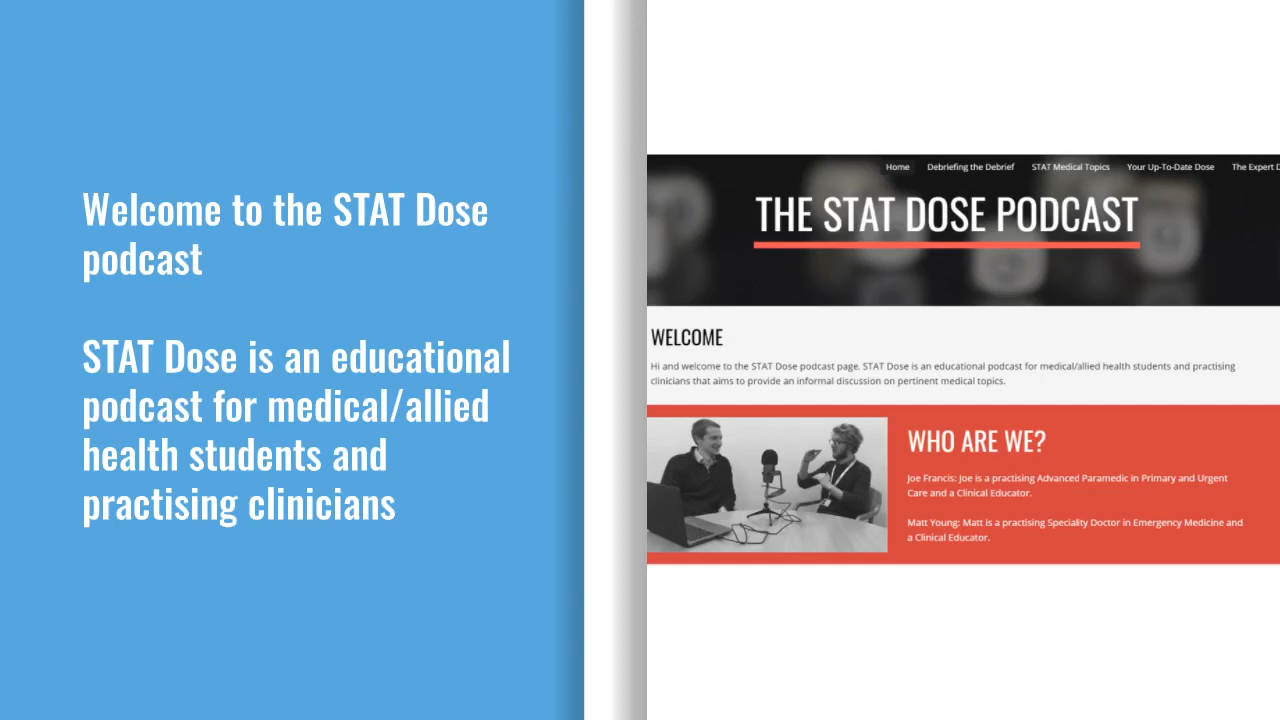 Welcome to the STAT Dose
podcast
STAT Dose is an educational
podcast for medical/allied
health students and
practising clinicians
Home Debriefing the Debrief STAT Medical Topics Your Up-To-Date Dose The Expert D
THE STAT DOSE PODCAST
WELCOME
Hi and welcome to the STAT Dose podcast page. STAT Dose is an educational podcast for medical/allied health students and practising
clinicians that aims to provide an informal discussion on pertinent medical topics.
WHO ARE WE?
Joe Francis: Joe is a practising Advanced Paramedic in Primary and Urgent
Care and a Clinical Educator.
Matt Young: Matt is a practising Speciality Doctor in Emergency Medicine and
a Clinical Educator.